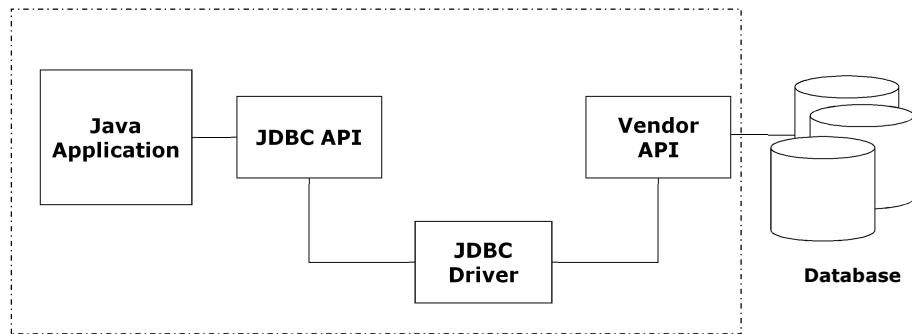 Java
Application
JDBC API
Vendor
API
JDBC
Driver
Database